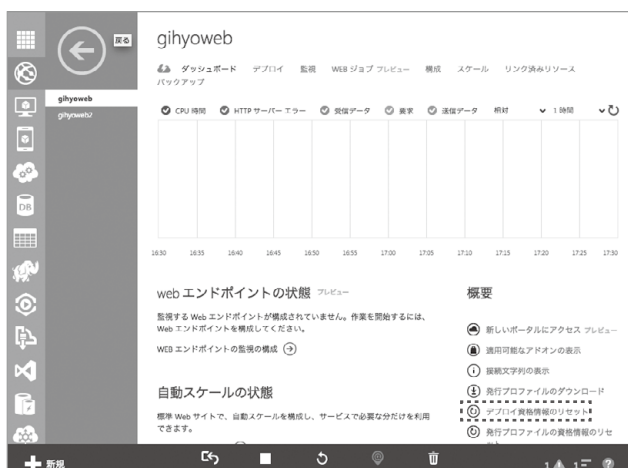 戻る
gihyoweb
gihyoweb2
gihyoweb
ダッシュボード デプロイ 監視 WEB ジョブ プレビュー 構成 スケール リンク済みリソース
バックアップ
CPU 時間 HTTP サーバー エラー 受信データ 要求 送信データ 相対 1 時間
16:30 16:35 16:40 16:45 16:50 16:55 17:00 17:05 17:10 17:15 17:20 17:25 17:30
web エンドポイントの状態 プレビュー
監視する Web エンドポイントが構成されていません。作業を開始するには、
Web エンドポイントを構成してください。
WEB エンドポイントの監視の構成
自動スケールの状態
標準 Web サイトで、自動スケールを構成し、サービスで必要な分だけを利用
できます。
概要
新しいポータルにアクセス プレビュー
適用可能なアドオンの表示
接続文字列の表示
発行プロファイルのダウンロード
デプロイ資格情報のリセット
発行プロファイルの資格情報のリセ
ット
DB
新規
1 1 ?